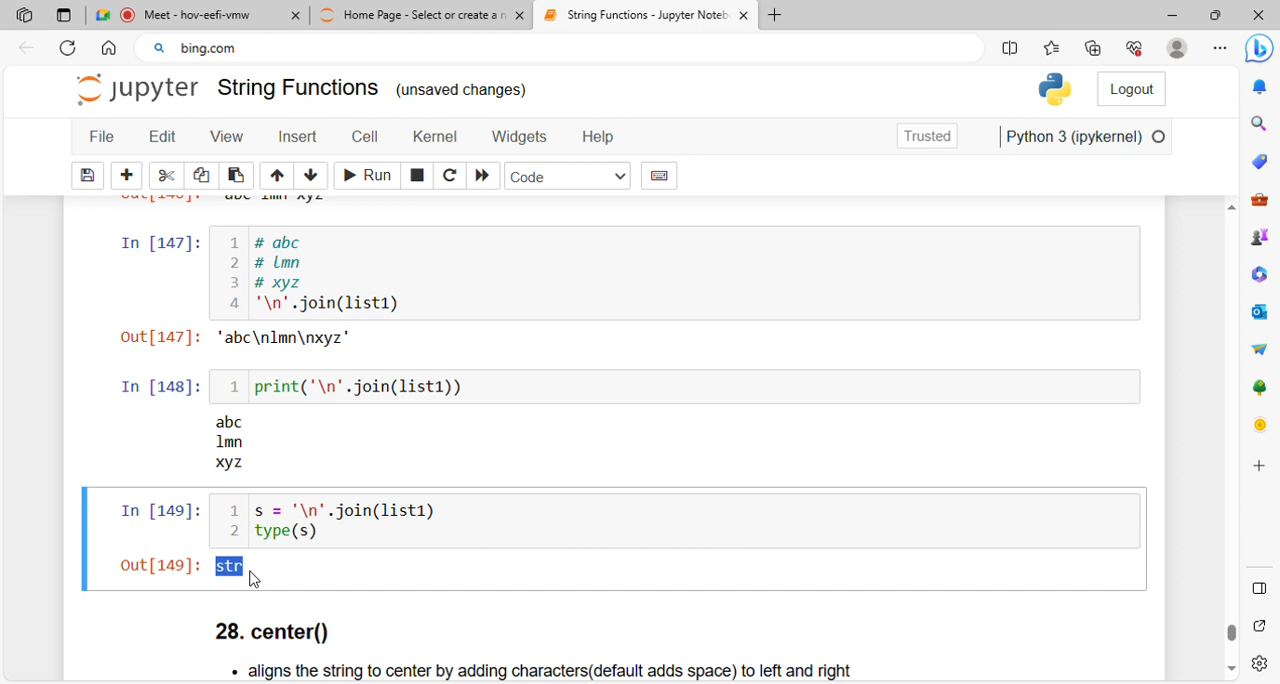 Meet - hov-eefi-vmw
Home Page - Select or create a n
String Functions - Jupyter Noteb
bing.com
jupyter String Functions (unsaved changes)
Logout
File Edit View Insert Cell Kernel Widgets Help
Trusted
Python 3 (ipykernel)
Run
Code
In [147]:
1 # abc
2 # lmn
3 # xyz
4 '\n'.join(list1)
Out[147]: 'abc\nlmn\nxyz'
In [148]: 1 print('\n'.join(list1))
abc
lmn
xyz
In [149]: 1 s = '\n'.join(list1)
2 type(s)
Out[149]: str
28. center()
• aligns the string to center by adding characters(default adds space) to left and right